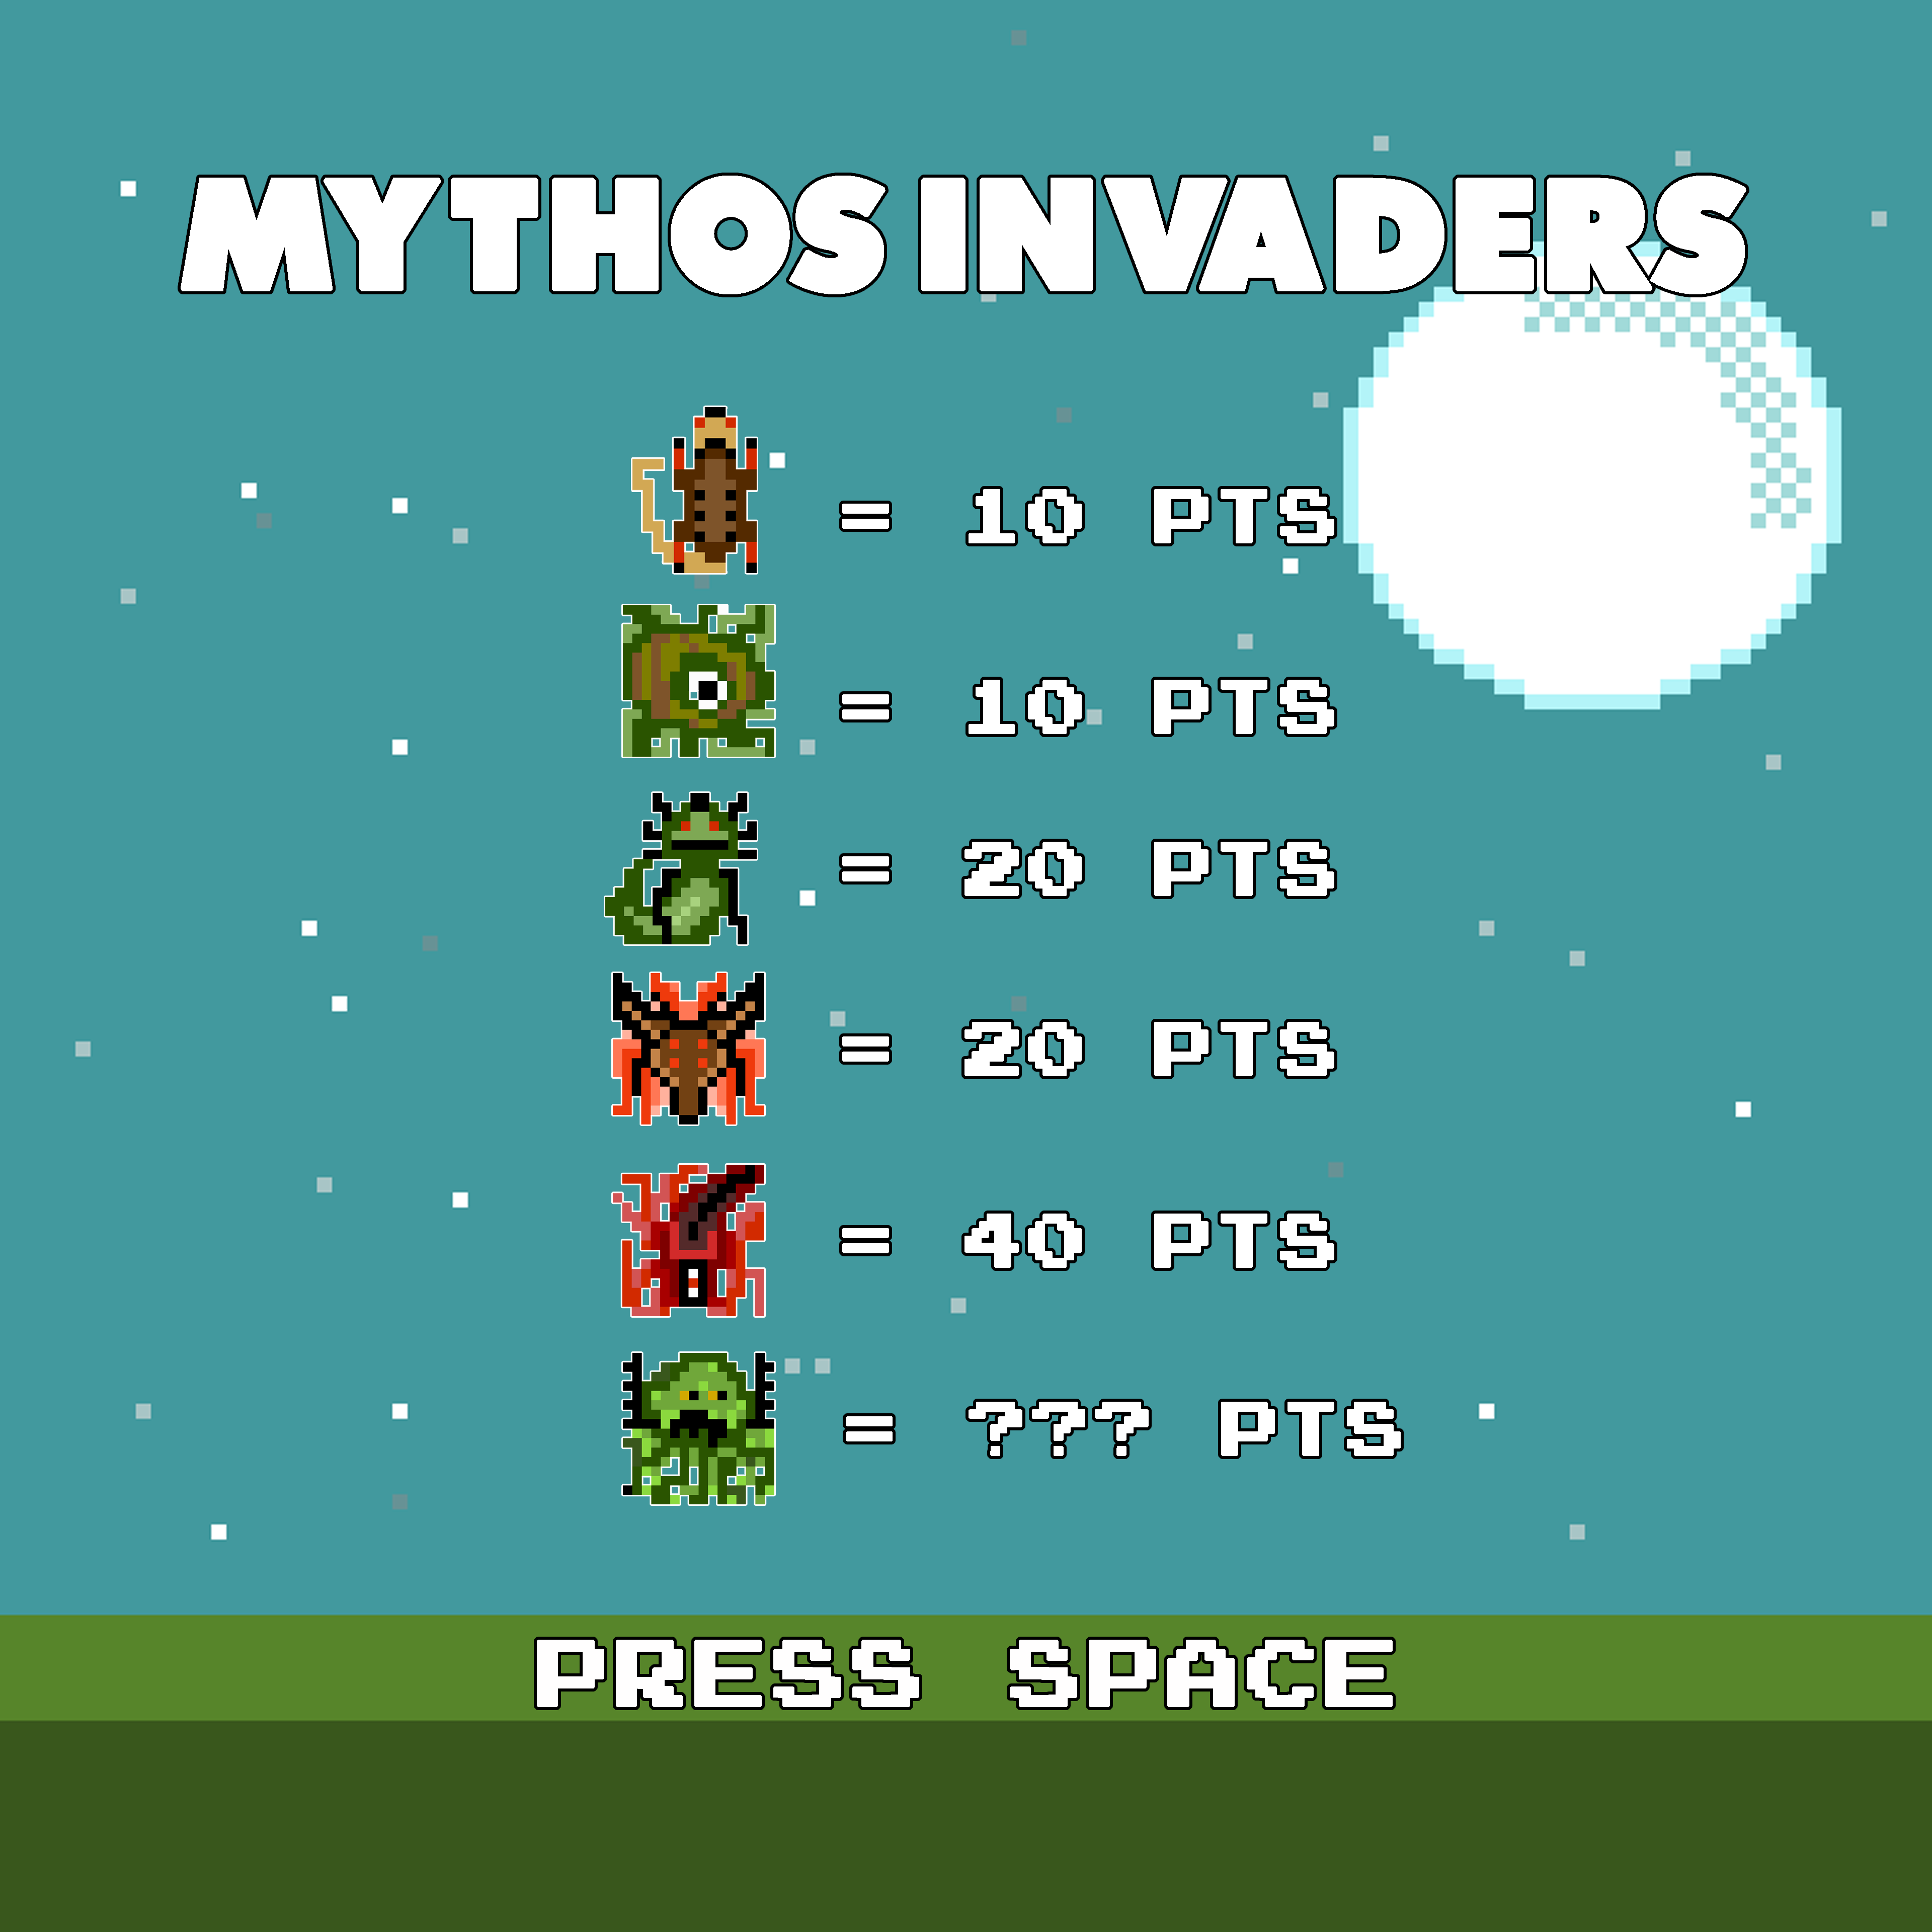 MYTHOS INVADERS
= 10 PTS
= 10 PTS
= 20 PTS
= 20 PTS
= 40 PTS
= ??? PTS
PRESS SPACE